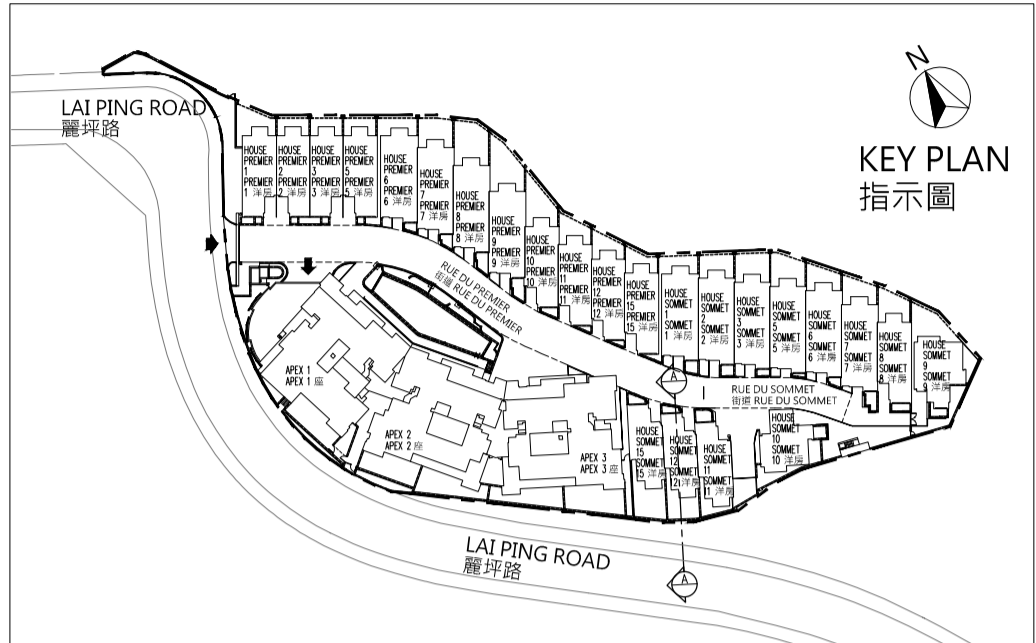 LAI PING ROAD
麗坪路
N
KEY PLAN
指示圖
HOUSE
PREMIER
1
PREMIER
1 洋房
HOUSE
PREMIER
2
PREMIER
2 洋房
HOUSE
PREMIER
3
PREMIER
3 洋房
HOUSE
PREMIER
5
PREMIER
5 洋房
HOUSE
PREMIER
6
PREMIER
6 洋房
HOUSE
PREMIER
7
PREMIER
7 洋房
HOUSE
PREMIER
8
PREMIER
8 洋房
HOUSE
PREMIER
9
PREMIER
9 洋房
HOUSE
PREMIER
10
PREMIER
10 洋房
HOUSE
PREMIER
11
PREMIER
11 洋房
HOUSE
PREMIER
12
PREMIER
12 洋房
HOUSE
PREMIER
15
PREMIER
15 洋房
HOUSE
SOMMET
1
SOMMET
1 洋房
HOUSE
SOMMET
2
SOMMET
2 洋房
HOUSE
SOMMET
3
SOMMET
3 洋房
HOUSE
SOMMET
5
SOMMET
5 洋房
HOUSE
SOMMET
6
SOMMET
6 洋房
HOUSE
SOMMET
7
SOMMET
7 洋房
HOUSE
SOMMET
8
SOMMET
8 洋房
HOUSE
SOMMET
9
SOMMET
9 洋房
RUE DU PREMIER
街道 RUE DU PREMIER
A
RUE DU SOMMET
街道 RUE DU SOMMET
APEX 1
APEX 1 座
APEX 2
APEX 2 座
APEX 3
APEX 3 座
HOUSE
SOMMET
15
SOMMET
15 洋房
HOUSE
SOMMET
12
SOMMET
12 洋房
HOUSE
SOMMET
11
SOMMET
11 洋房
HOUSE
SOMMET
10
SOMMET
10 洋房
LAI PING ROAD
麗坪路
A